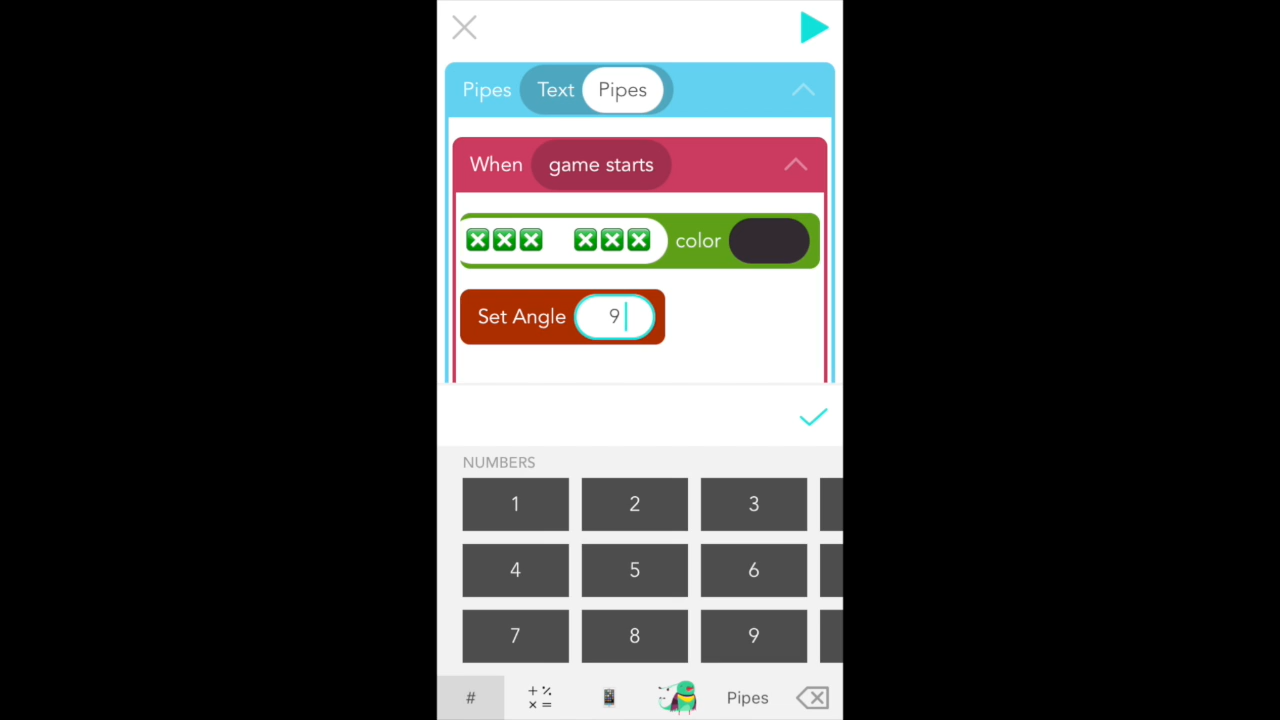 Pipes Text Pipes
When game starts
❎❎❎ ❎❎❎ color
Set Angle 9
NUMBERS
1 2 3
4 5 6
7 8 9
# + % × = Pipes